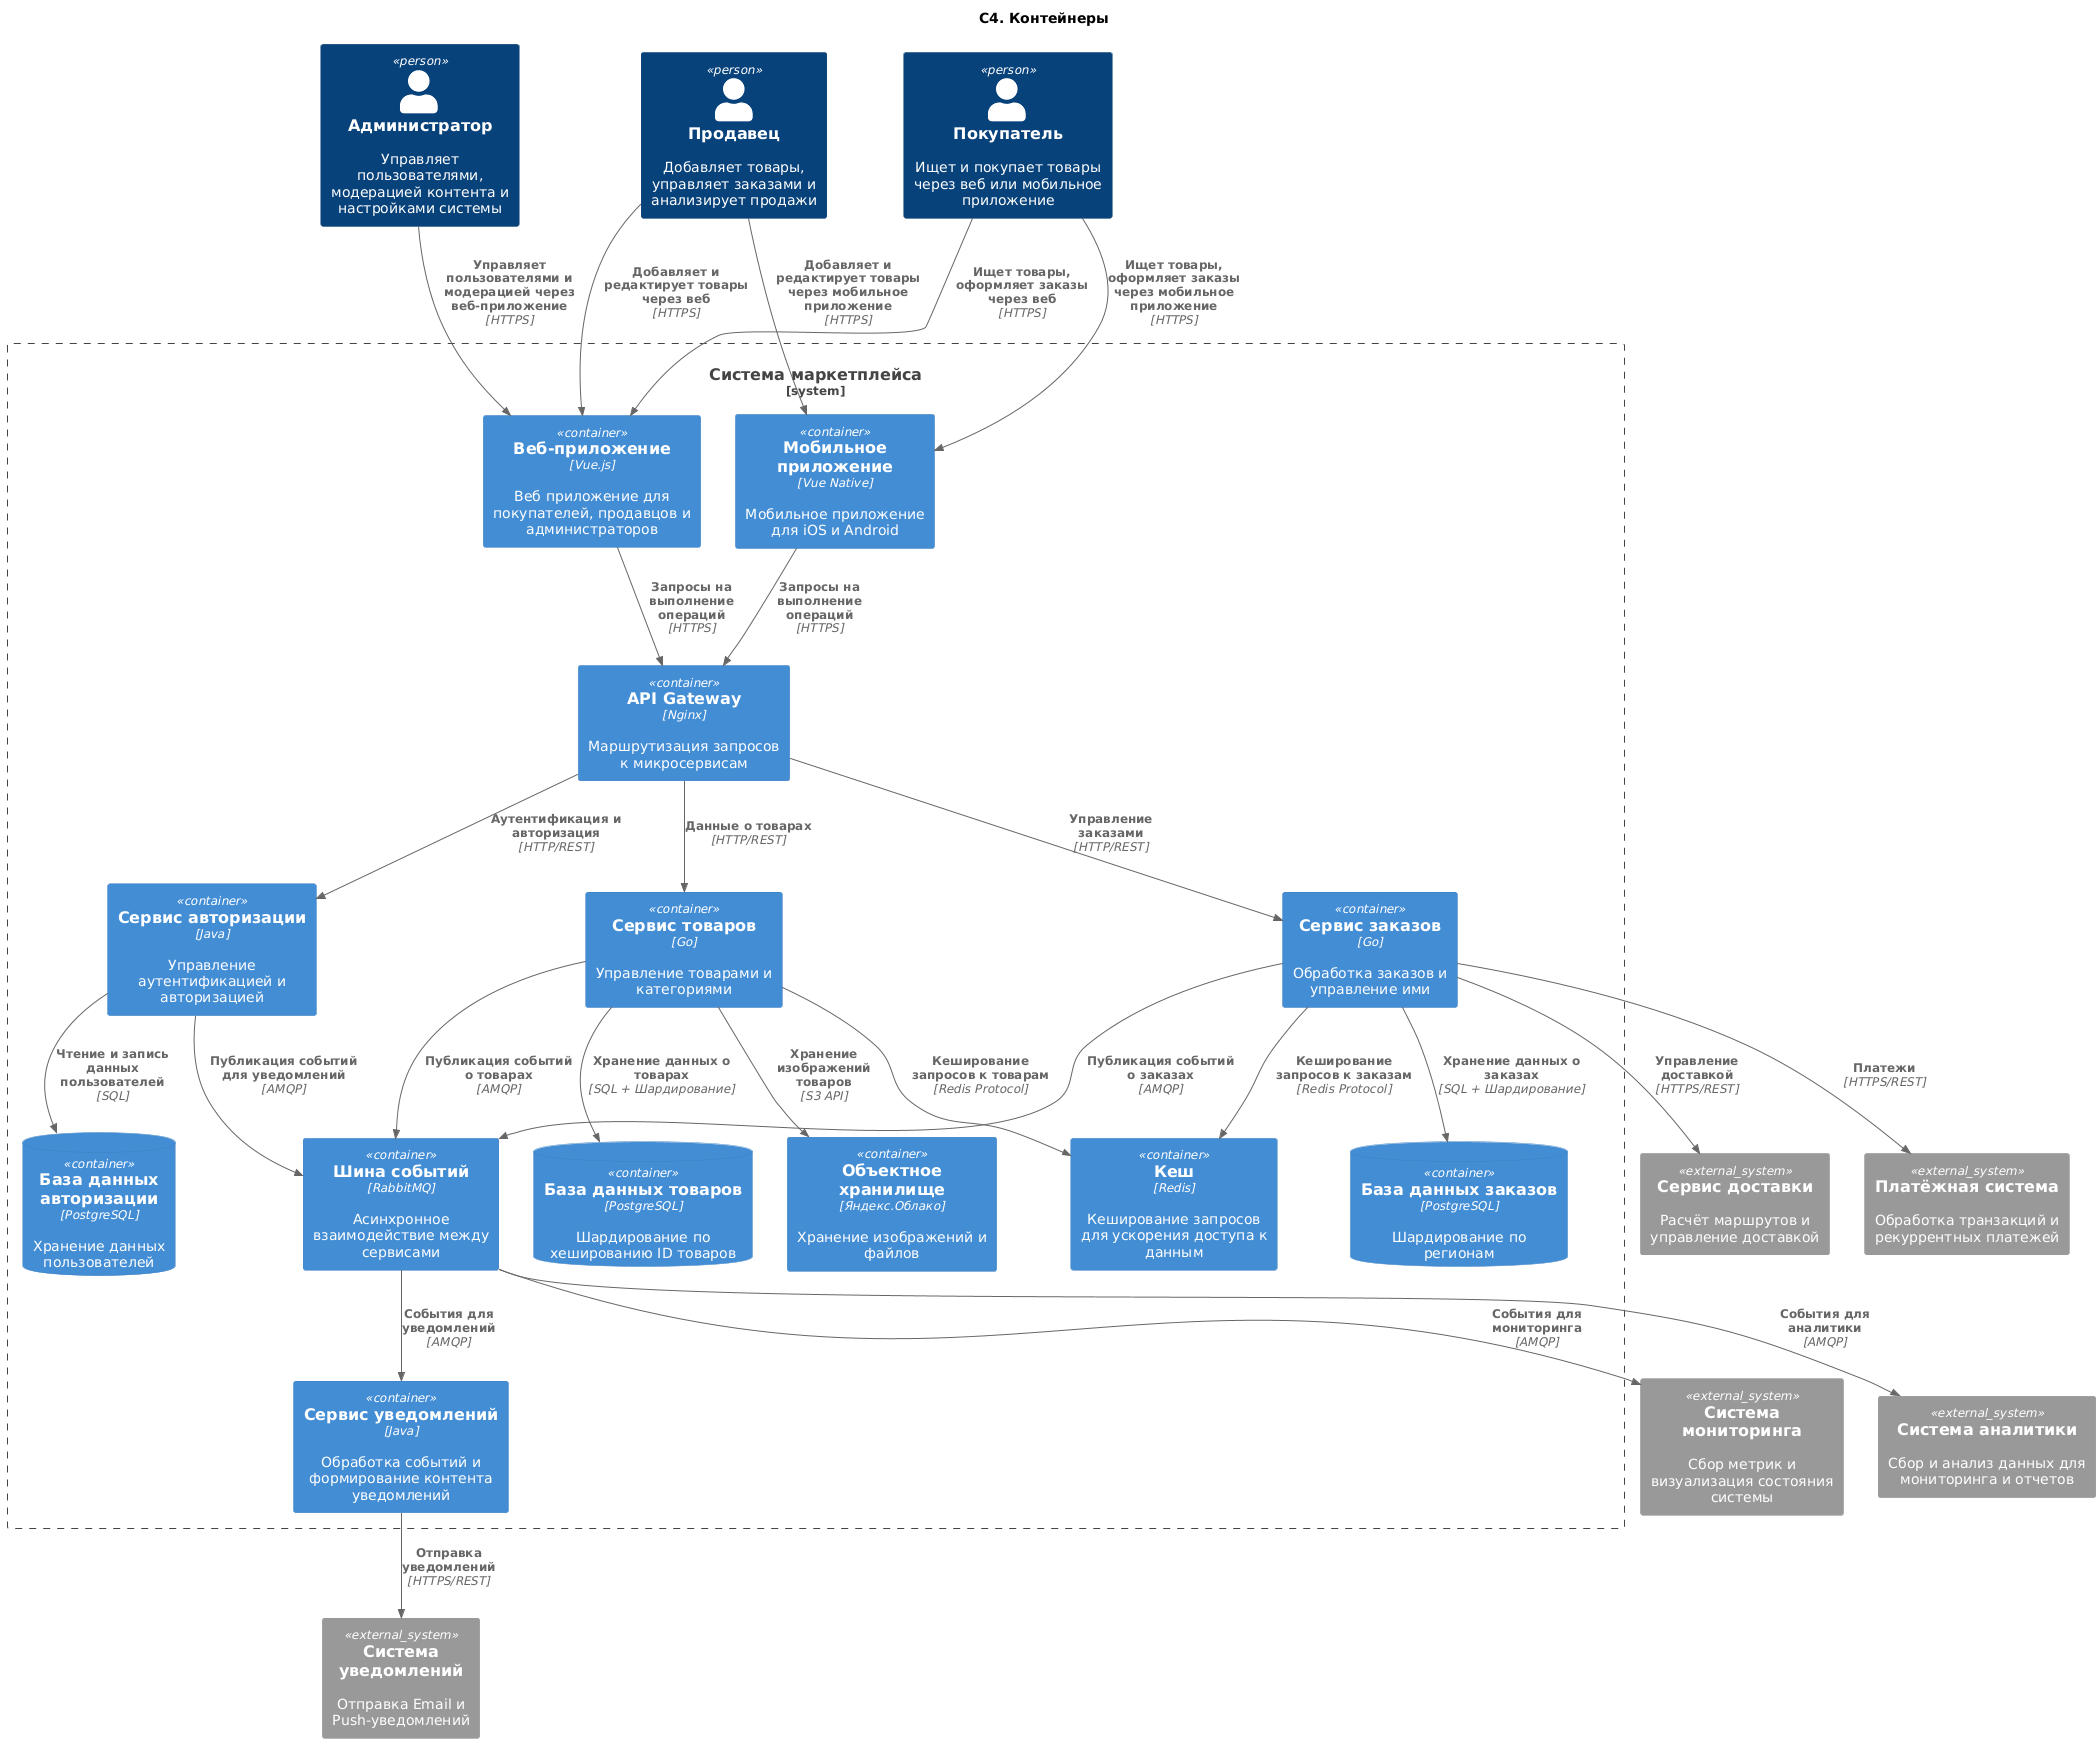 C4. Контейнеры
«person»
Администратор
Управляет
пользователями,
модерацией контента и
настройками системы
«person»
Продавец
Добавляет товары,
управляет заказами и
анализирует продажи
«person»
Покупатель
Ищет и покупает товары
через веб или мобильное
приложение
Управляет
пользователями и
модерацией через
веб-приложение
[HTTPS]
Добавляет и
редактирует товары
через веб
[HTTPS]
Добавляет и
редактирует товары
через мобильное
приложение
[HTTPS]
Ищет товары,
оформляет заказы
через веб
[HTTPS]
Ищет товары,
оформляет заказы
через мобильное
приложение
[HTTPS]
Система маркетплейса
[system]
«container»
Веб-приложение
[Vue.js]
Веб приложение для
покупателей, продавцов и
администраторов
«container»
Мобильное
приложение
[Vue Native]
Мобильное приложение
для iOS и Android
Запросы на
выполнение
операций
[HTTPS]
Запросы на
выполнение
операций
[HTTPS]
«container»
API Gateway
[Nginx]
Маршрутизация запросов
к микросервисам
Аутентификация и
авторизация
[HTTP/REST]
Данные о товарах
[HTTP/REST]
Управление
заказами
[HTTP/REST]
«container»
Сервис авторизации
[Java]
Управление
аутентификацией и
авторизацией
«container»
Сервис товаров
[Go]
Управление товарами и
категориями
«container»
Сервис заказов
[Go]
Обработка заказов и
управление ими
Чтение и запись
данных
пользователей
[SQL]
Публикация событий
для уведомлений
[AMQP]
Публикация событий
о товарах
[AMQP]
Хранение данных о
товарах
[SQL + Шардирование]
Хранение
изображений
товаров
[S3 API]
Кеширование
запросов к товарам
[Redis Protocol]
Публикация событий
о заказах
[AMQP]
Кеширование
запросов к заказам
[Redis Protocol]
Хранение данных о
заказах
[SQL + Шардирование]
Управление
доставкой
[HTTPS/REST]
Платежи
[HTTPS/REST]
«container»
База данных
авторизации
[PostgreSQL]
Хранение данных
пользователей
«container»
Шина событий
[RabbitMQ]
Асинхронное
взаимодействие между
сервисами
«container»
База данных товаров
[PostgreSQL]
Шардирование по
хешированию ID товаров
«container»
Объектное
хранилище
[Яндекс.Облако]
Хранение изображений и
файлов
«container»
Кеш
[Redis]
Кеширование запросов
для ускорения доступа к
данным
«container»
База данных заказов
[PostgreSQL]
Шардирование по
регионам
«external_system»
Сервис доставки
Расчёт маршрутов и
управление доставкой
«external_system»
Платёжная система
Обработка транзакций и
рекуррентных платежей
События для
уведомлений
[AMQP]
События для
мониторинга
[AMQP]
События для
аналитики
[AMQP]
«container»
Сервис уведомлений
[Java]
Обработка событий и
формирование контента
уведомлений
«external_system»
Система
мониторинга
Сбор метрик и
визуализация состояния
системы
«external_system»
Система аналитики
Сбор и анализ данных для
мониторинга и отчетов
Отправка
уведомлений
[HTTPS/REST]
«external_system»
Система
уведомлений
Отправка Email и
Push-уведомлений